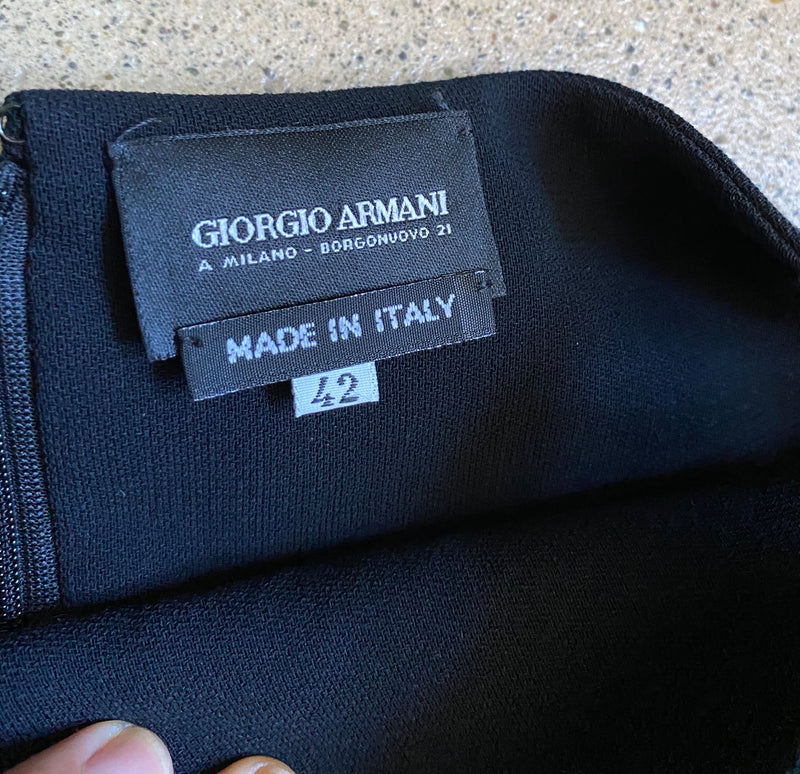 GIORGIO ARMANI
A MILANO - BORGONUOVO 21
MADE IN ITALY
42